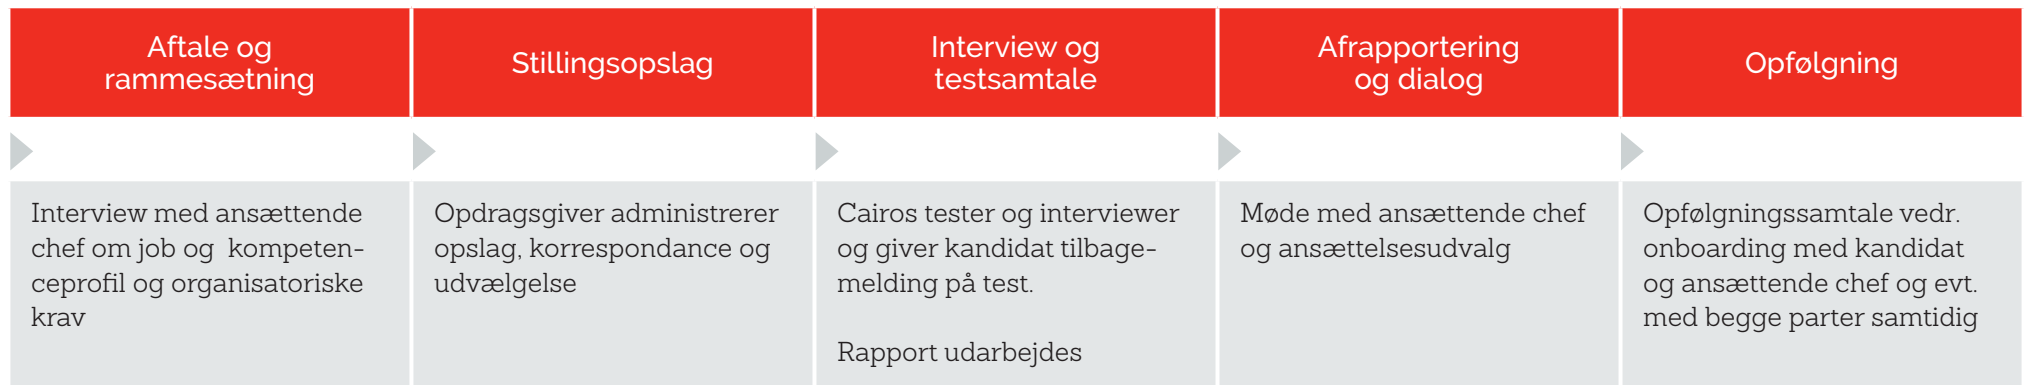 Aftale og
rammesætning
Stillingsopslag
Interview og
testsamtale
Afrapportering
og dialog
Opfølgning
Interview med ansættende
chef om job og kompeten-
ceprofil og organisatoriske
krav
Opdragsgiver administrerer
opslag, korrespondance og
udvælgelse
Cairos tester og interviewer
og giver kandidat tilbage-
melding på test.
Rapport udarbejdes
Møde med ansættende chef
og ansættelsesudvalg
Opfølgningssamtale vedr.
onboarding med kandidat
og ansættende chef og evt.
med begge parter samtidig